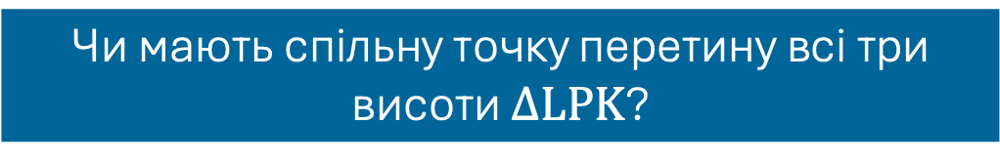 Чи мають спільну точку перетину всі три
висоти ΔLPK?